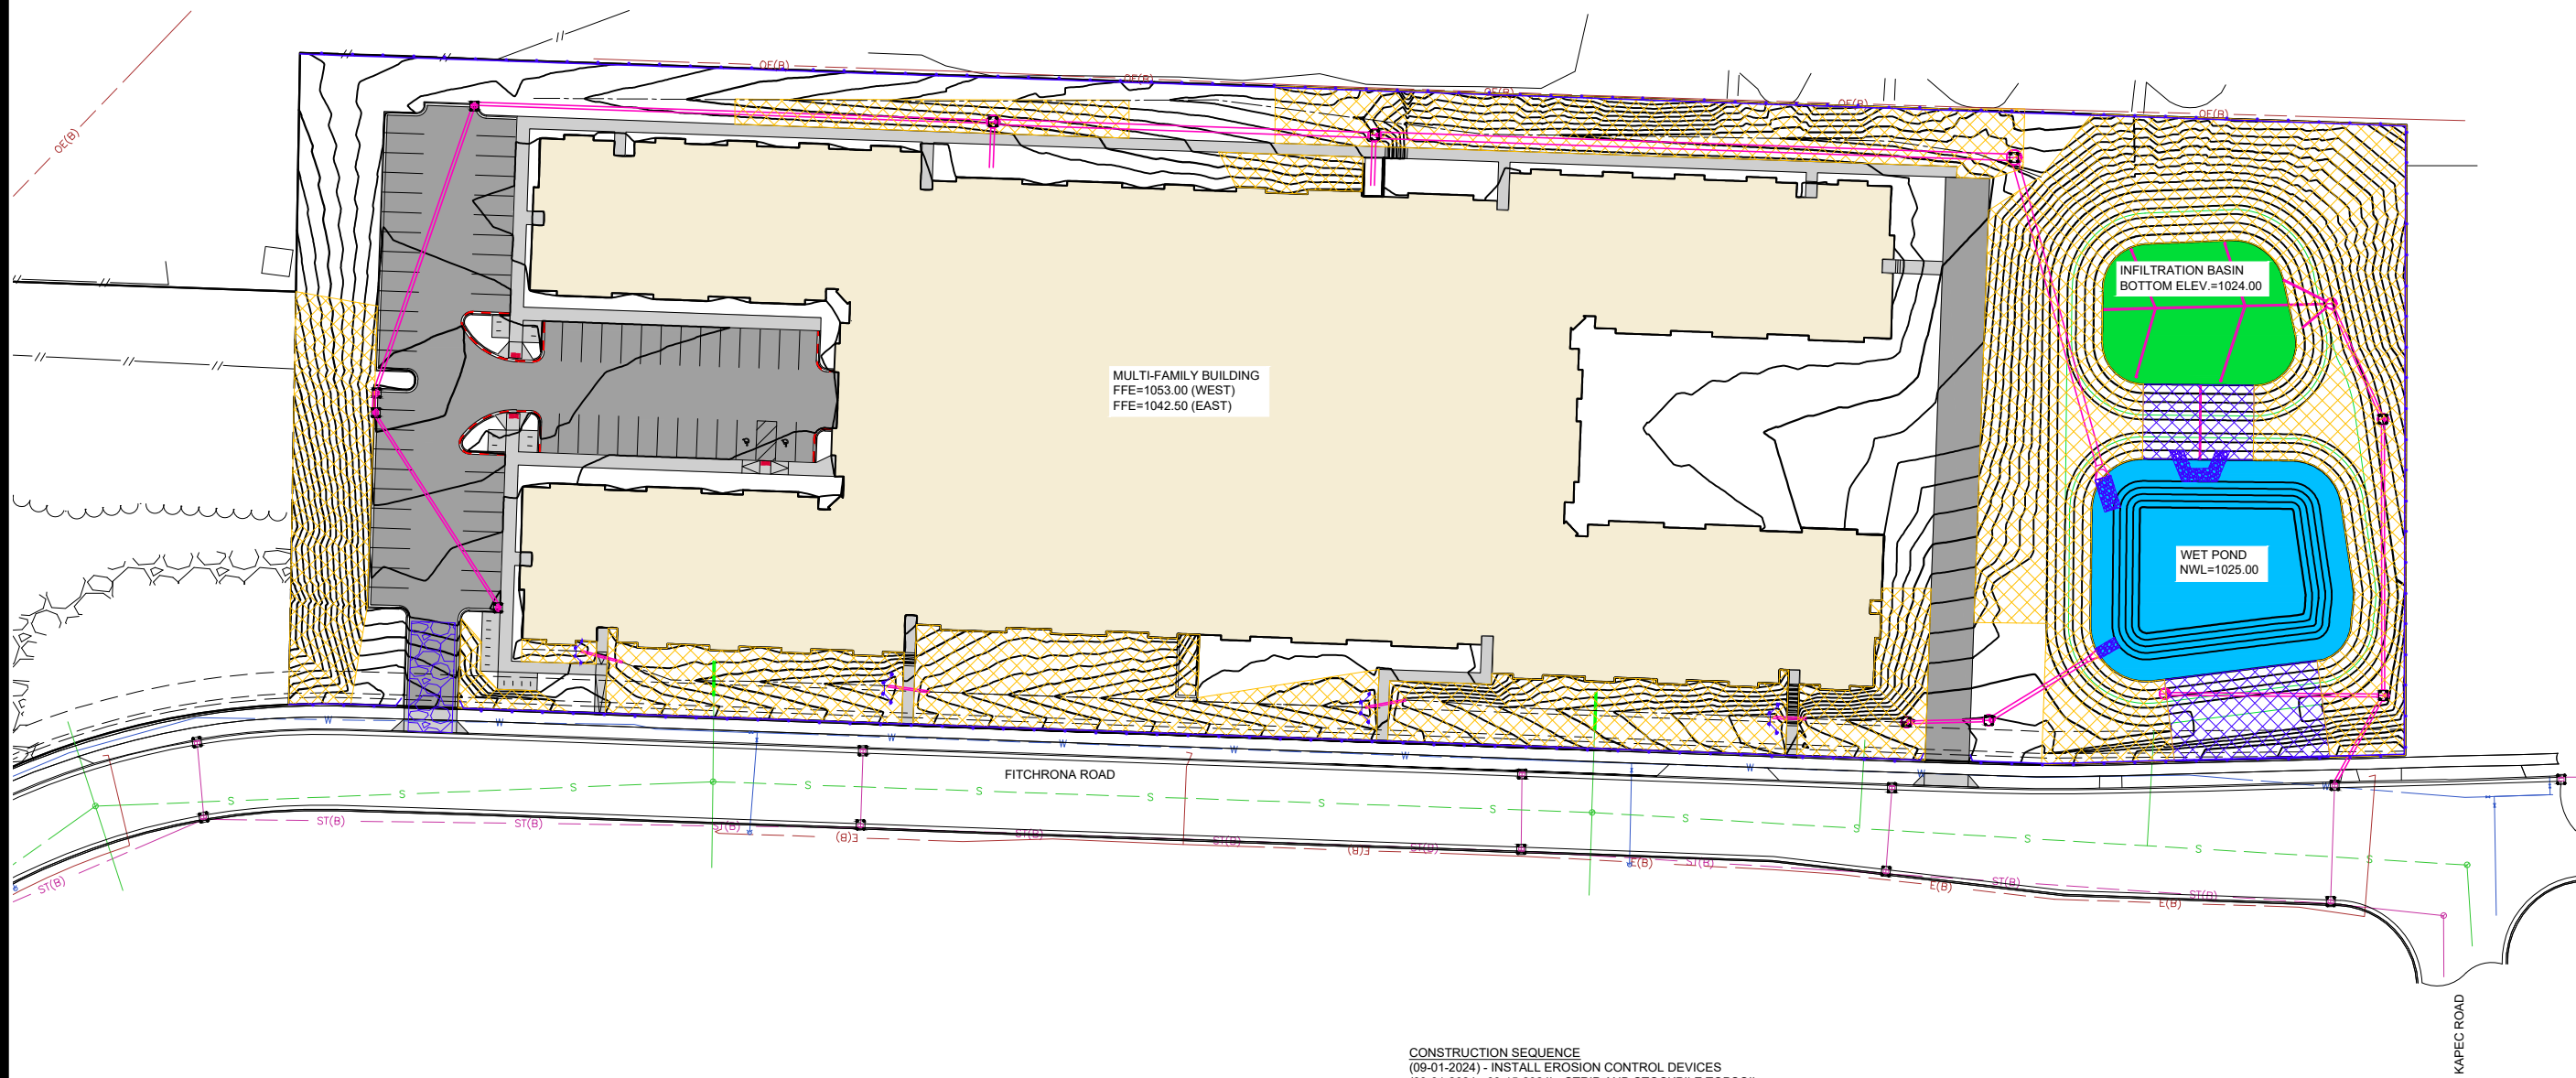 OE(B)
OE(B)
OE(B)
OE(B)
OE(B)
OE(B)
INFILTRATION BASIN
BOTTOM ELEV.=1024.00
MULTI-FAMILY BUILDING
FFE=1053.00 (WEST)
FFE=1042.50 (EAST)
WET POND
NWL=1025.00
W
W
W
W
W
W
W
W
W
W
FITCHRONA ROAD
S
S
S
S
S
S
S
S
S
S
S
S
S
ST(B)
ST(B)
ST(B)
ST(B)
ST(B)
ST(B)
ST(B)
ST(B)
ST(B)
E(B)
E(B)
E(B)
E(B)
E(B)
KAPEC ROAD
CONSTRUCTION SEQUENCE
(09-01-2024) - INSTALL EROSION CONTROL DEVICES